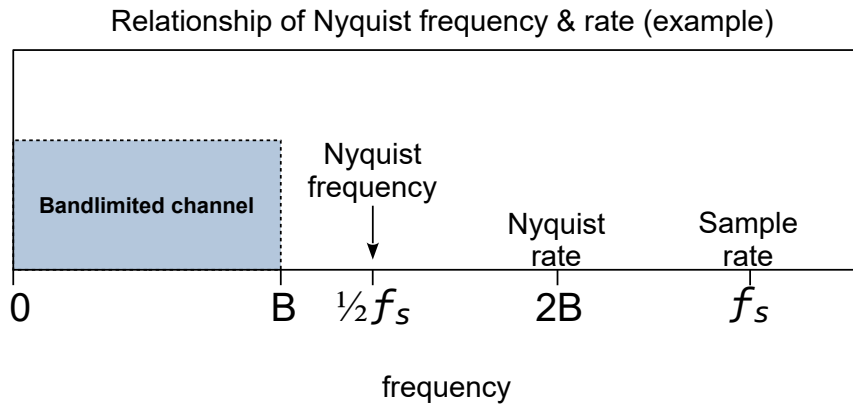 Relationship of Nyquist frequency & rate (example)
Bandlimited channel
Nyquist
frequency
Nyquist
rate
Sample
rate
0
B
½fs
2B
fs
frequency